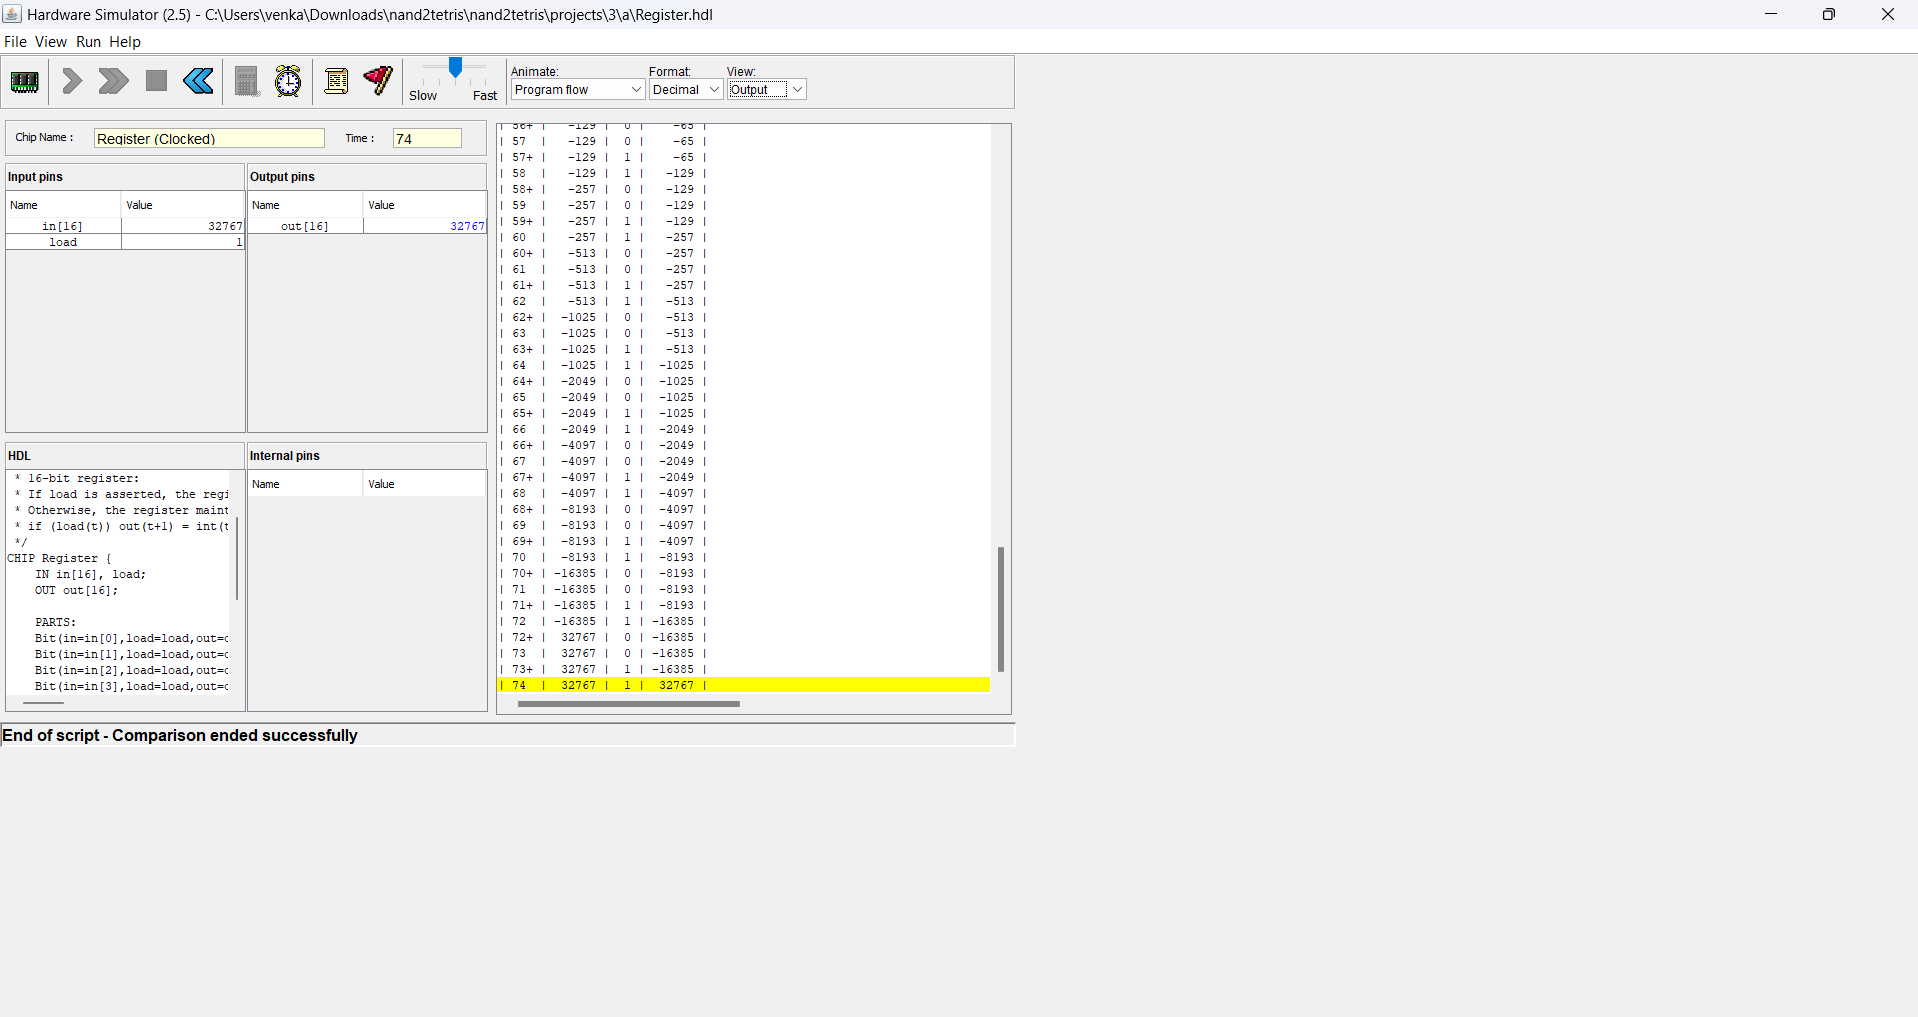 Hardware Simulator (2.5) - C:\Users\venka\Downloads\nand2tetris\nand2tetris\projects\3\a\Register.hdl
File View Run Help
Slow Fast
Animate: Format: View:
Program flow Decimal Output
Chip Name : Register (Clocked) Time : 74
Input pins
Name Value
in[16] 32767
load 1
Output pins
Name Value
out[16] 32767
HDL
* 16-bit register:
* If load is asserted, the regi
* Otherwise, the register maint
* if (load(t)) out(t+1) = int(t
*/
CHIP Register {
IN in[16], load;
OUT out[16];
PARTS:
Bit(in=in[0],load=load,out=
Bit(in=in[1],load=load,out=
Bit(in=in[2],load=load,out=
Bit(in=in[3],load=load,out=
Internal pins
Name Value
| 56+ | -129 | 0 | -65 |
| 57 | -129 | 0 | -65 |
| 57+ | -129 | 1 | -65 |
| 58 | -129 | 1 | -129 |
| 58+ | -257 | 0 | -129 |
| 59 | -257 | 0 | -129 |
| 59+ | -257 | 1 | -129 |
| 60 | -257 | 1 | -257 |
| 60+ | -513 | 0 | -257 |
| 61 | -513 | 0 | -257 |
| 61+ | -513 | 1 | -257 |
| 62 | -513 | 1 | -513 |
| 62+ | -1025 | 0 | -513 |
| 63 | -1025 | 0 | -513 |
| 63+ | -1025 | 1 | -513 |
| 64 | -1025 | 1 | -1025 |
| 64+ | -2049 | 0 | -1025 |
| 65 | -2049 | 0 | -1025 |
| 65+ | -2049 | 1 | -1025 |
| 66 | -2049 | 1 | -2049 |
| 66+ | -4097 | 0 | -2049 |
| 67 | -4097 | 0 | -2049 |
| 67+ | -4097 | 1 | -2049 |
| 68 | -4097 | 1 | -4097 |
| 68+ | -8193 | 0 | -4097 |
| 69 | -8193 | 0 | -4097 |
| 69+ | -8193 | 1 | -4097 |
| 70 | -8193 | 1 | -8193 |
| 70+ | -16385 | 0 | -8193 |
| 71 | -16385 | 0 | -8193 |
| 71+ | -16385 | 1 | -8193 |
| 72 | -16385 | 1 | -16385 |
| 72+ | 32767 | 0 | -16385 |
| 73 | 32767 | 0 | -16385 |
| 73+ | 32767 | 1 | -16385 |
| 74 | 32767 | 1 | 32767 |
End of script - Comparison ended successfully